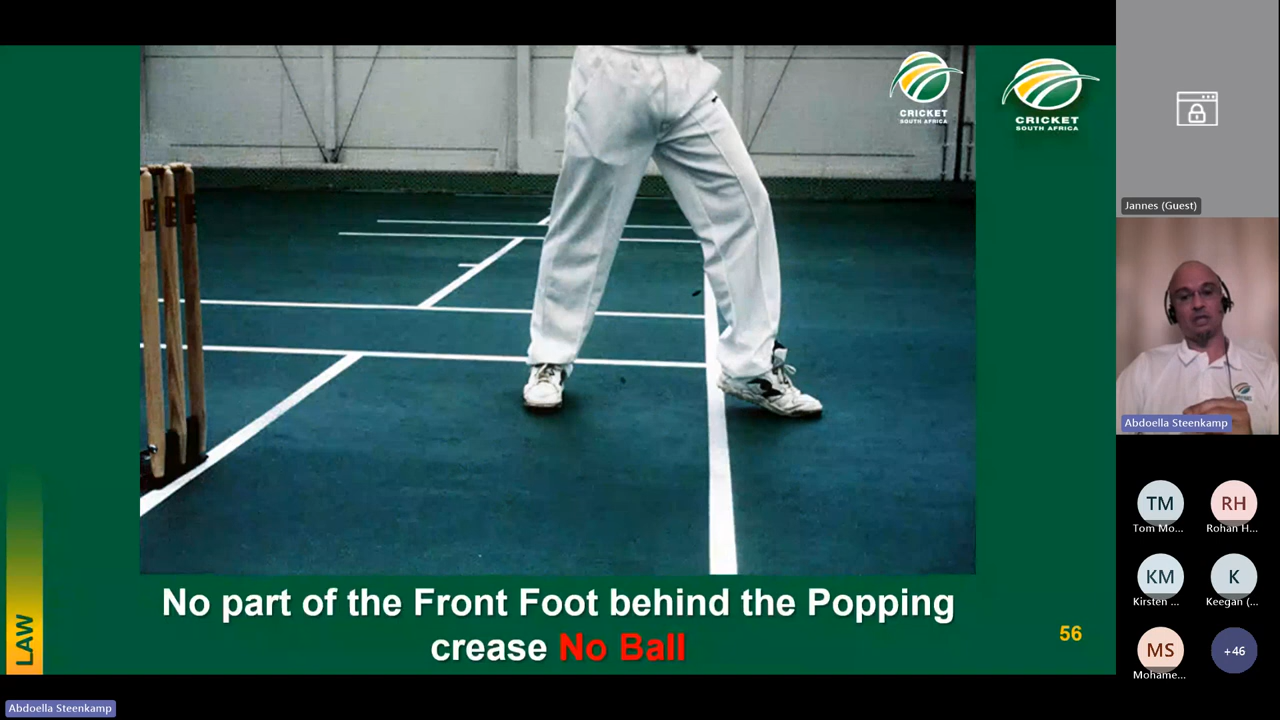 CRICKET
SOUTH AFRICA
CRICKET
SOUTH AFRICA
No part of the Front Foot behind the Popping
crease No Ball
56
LAW
Abdoella Steenkamp
Jannes (Guest)
Abdoella Steenkamp
TM
Tom Mo...
RH
Rohan H...
KM
Kirsten ...
K
Keegan (...
MS
Mohame...
+46